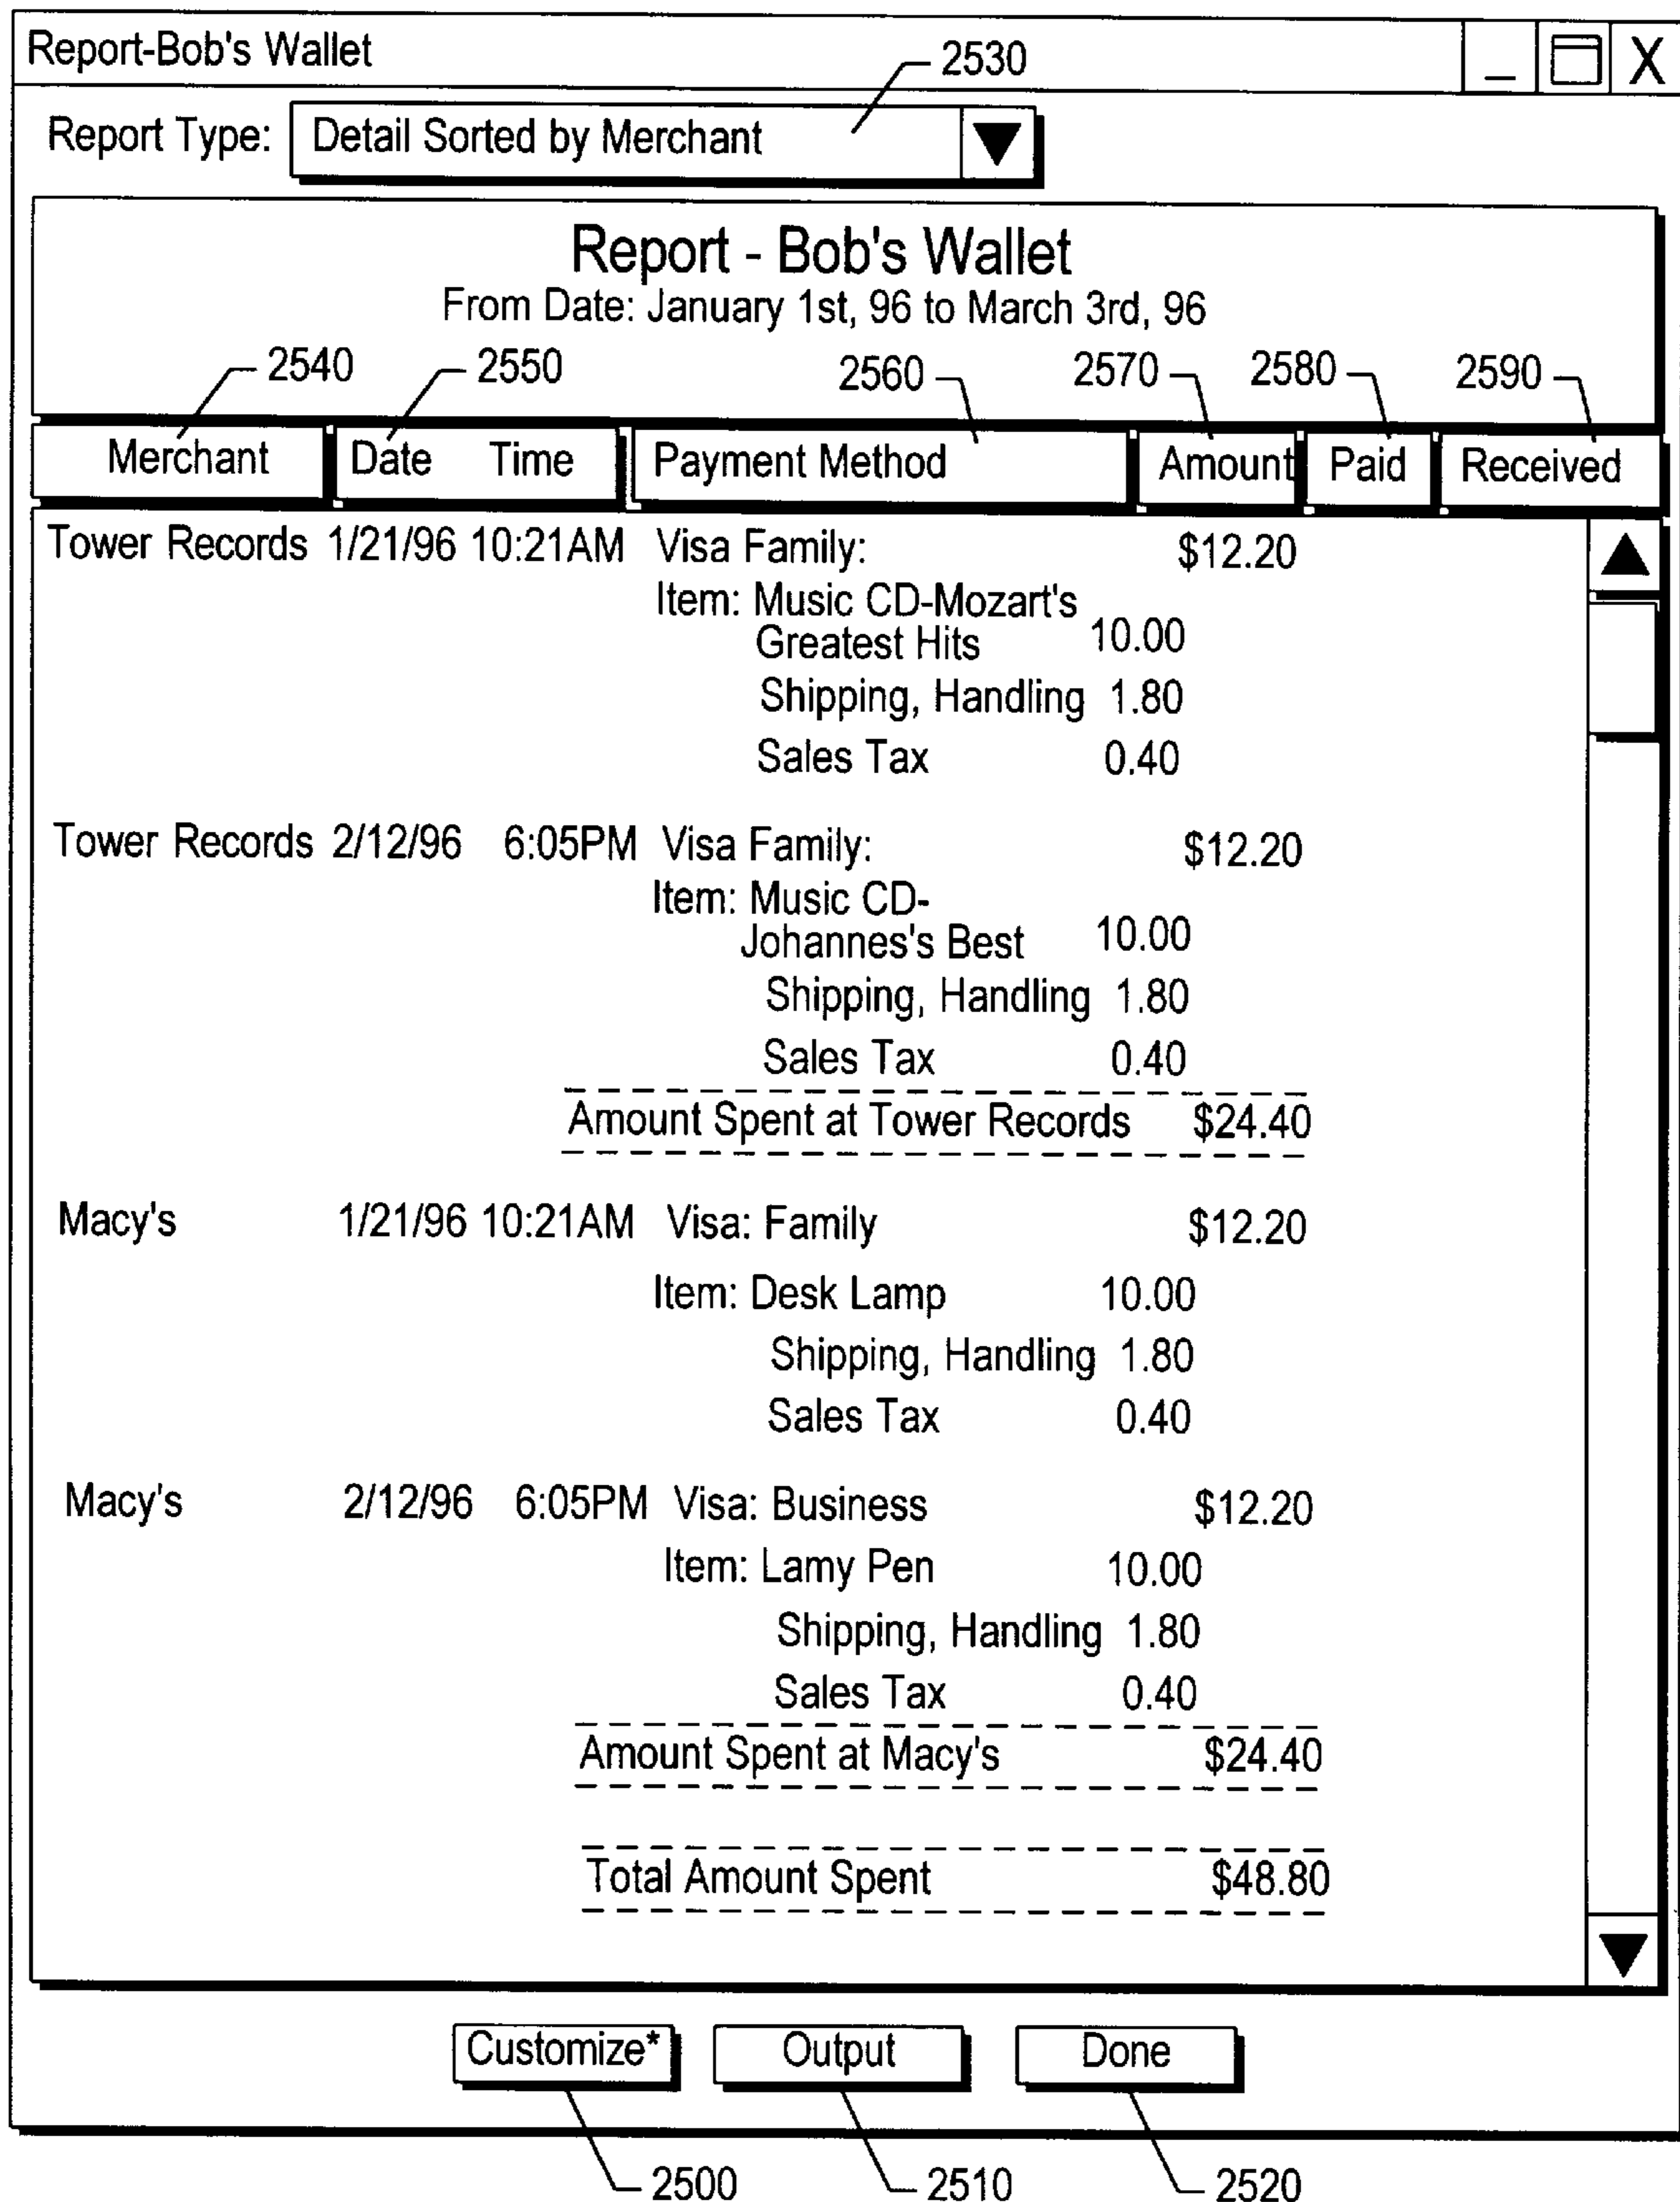 Report-Bob's Wallet
2530
Report Type: Detail Sorted by Merchant
Report - Bob's Wallet
From Date: January 1st, 96 to March 3rd, 96
2540 2550 2560 2570 2580 2590
Merchant Date Time Payment Method Amount Paid Received
Tower Records 1/21/96 10:21AM Visa Family: $12.20
Item: Music CD-Mozart's
Greatest Hits 10.00
Shipping, Handling 1.80
Sales Tax 0.40
Tower Records 2/12/96 6:05PM Visa Family: $12.20
Item: Music CD-
Johannes's Best 10.00
Shipping, Handling 1.80
Sales Tax 0.40
Amount Spent at Tower Records $24.40
Macy's 1/21/96 10:21AM Visa: Family $12.20
Item: Desk Lamp 10.00
Shipping, Handling 1.80
Sales Tax 0.40
Macy's 2/12/96 6:05PM Visa: Business $12.20
Item: Lamy Pen 10.00
Shipping, Handling 1.80
Sales Tax 0.40
Amount Spent at Macy's $24.40
Total Amount Spent $48.80
Customize* Output Done
2500 2510 2520